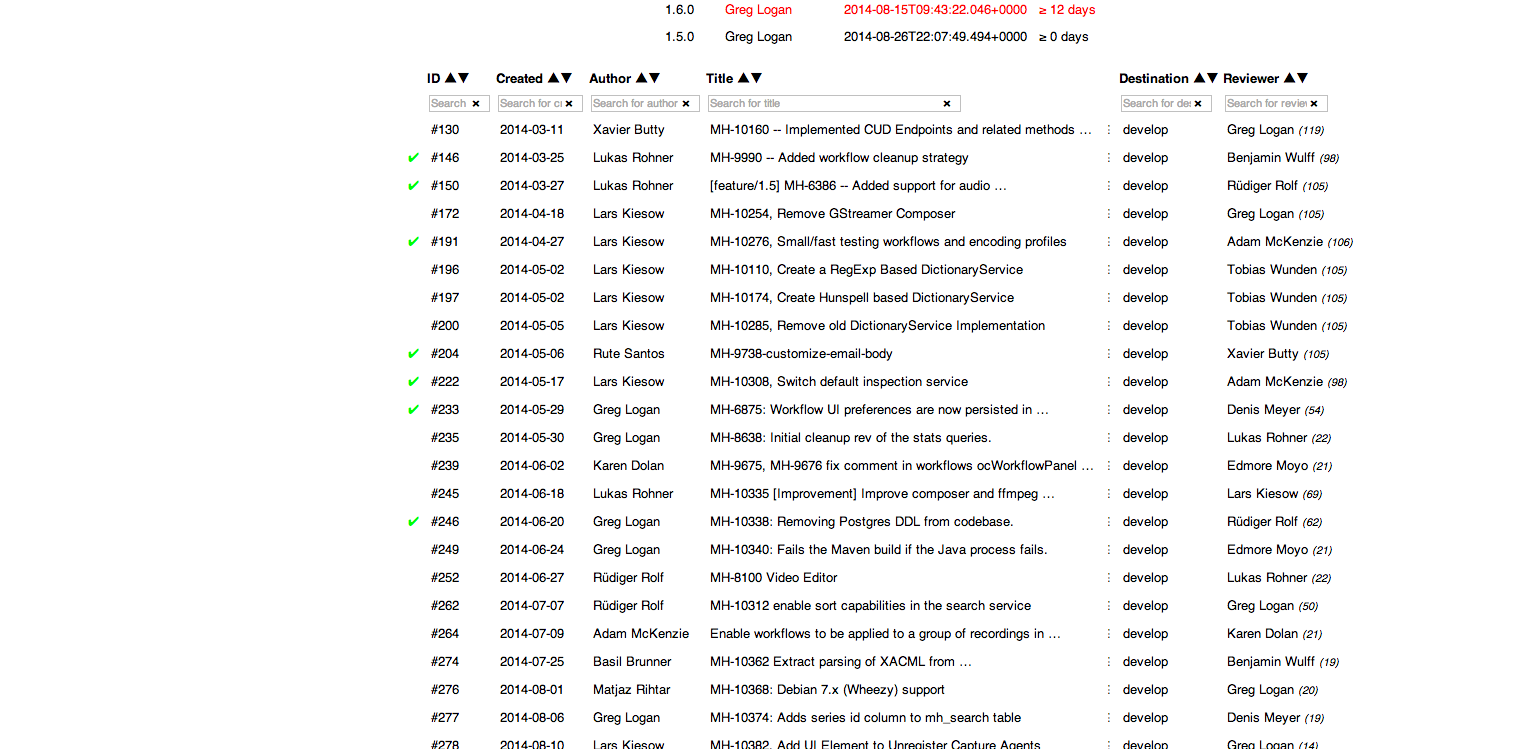 1.6.0 Greg Logan 2014-08-15T09:43:22.046+0000 ≥ 12 days
1.5.0 Greg Logan 2014-08-26T22:07:49.494+0000 ≥ 0 days
ID ▲▼ Created ▲▼ Author ▲▼ Title ▲▼ Destination ▲▼ Reviewer ▲▼
Search × Search for cr × Search for author × Search for title × Search for des × Search for review ×
#130 2014-03-11 Xavier Butty MH-10160 -- Implemented CUD Endpoints and related methods … ⋮ develop Greg Logan (119)
✔ #146 2014-03-25 Lukas Rohner MH-9990 -- Added workflow cleanup strategy ⋮ develop Benjamin Wulff (98)
✔ #150 2014-03-27 Lukas Rohner [feature/1.5] MH-6386 -- Added support for audio … ⋮ develop Rüdiger Rolf (105)
#172 2014-04-18 Lars Kiesow MH-10254, Remove GStreamer Composer ⋮ develop Greg Logan (105)
✔ #191 2014-04-27 Lars Kiesow MH-10276, Small/fast testing workflows and encoding profiles ⋮ develop Adam McKenzie (106)
#196 2014-05-02 Lars Kiesow MH-10110, Create a RegExp Based DictionaryService ⋮ develop Tobias Wunden (105)
#197 2014-05-02 Lars Kiesow MH-10174, Create Hunspell based DictionaryService ⋮ develop Tobias Wunden (105)
#200 2014-05-05 Lars Kiesow MH-10285, Remove old DictionaryService Implementation ⋮ develop Tobias Wunden (105)
✔ #204 2014-05-06 Rute Santos MH-9738-customize-email-body ⋮ develop Xavier Butty (105)
✔ #222 2014-05-17 Lars Kiesow MH-10308, Switch default inspection service ⋮ develop Adam McKenzie (98)
✔ #233 2014-05-29 Greg Logan MH-6875: Workflow UI preferences are now persisted in … ⋮ develop Denis Meyer (54)
#235 2014-05-30 Greg Logan MH-8638: Initial cleanup rev of the stats queries. ⋮ develop Lukas Rohner (22)
#239 2014-06-02 Karen Dolan MH-9675, MH-9676 fix comment in workflows ocWorkflowPanel … ⋮ develop Edmore Moyo (21)
#245 2014-06-18 Lukas Rohner MH-10335 [Improvement] Improve composer and ffmpeg … ⋮ develop Lars Kiesow (69)
✔ #246 2014-06-20 Greg Logan MH-10338: Removing Postgres DDL from codebase. ⋮ develop Rüdiger Rolf (62)
#249 2014-06-24 Greg Logan MH-10340: Fails the Maven build if the Java process fails. ⋮ develop Edmore Moyo (21)
#252 2014-06-27 Rüdiger Rolf MH-8100 Video Editor ⋮ develop Lukas Rohner (22)
#262 2014-07-07 Rüdiger Rolf MH-10312 enable sort capabilities in the search service ⋮ develop Greg Logan (50)
#264 2014-07-09 Adam McKenzie Enable workflows to be applied to a group of recordings in … ⋮ develop Karen Dolan (21)
#274 2014-07-25 Basil Brunner MH-10362 Extract parsing of XACML from … ⋮ develop Benjamin Wulff (19)
#276 2014-08-01 Matjaz Rihtar MH-10368: Debian 7.x (Wheezy) support ⋮ develop Greg Logan (20)
#277 2014-08-06 Greg Logan MH-10374: Adds series id column to mh_search table ⋮ develop Denis Meyer (19)
#278 2014-08-10 Lars Kiesow MH-10382, Add UI Element to Unregister Capture Agents ⋮ develop Greg Logan (14)